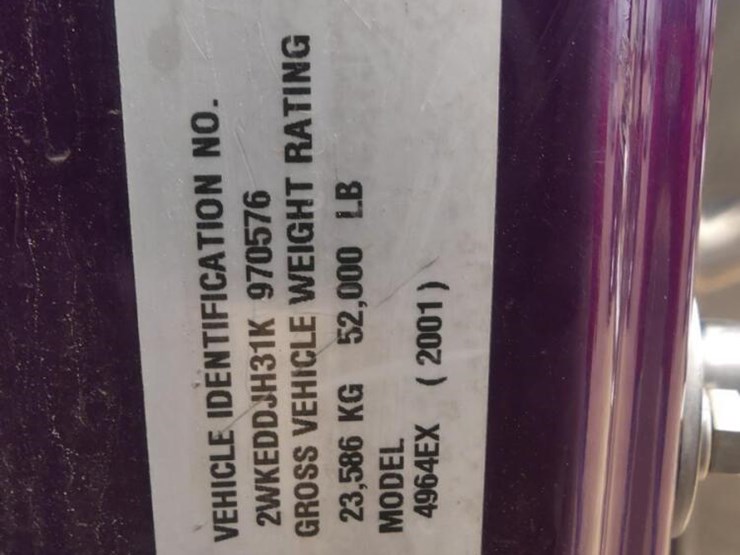 VEHICLE IDENTIFICATION NO.
2WKEDDJH31K 970576
GROSS VEHICLE WEIGHT RATING
23,586 KG 52,000 LB
MODEL
4964EX (2001)